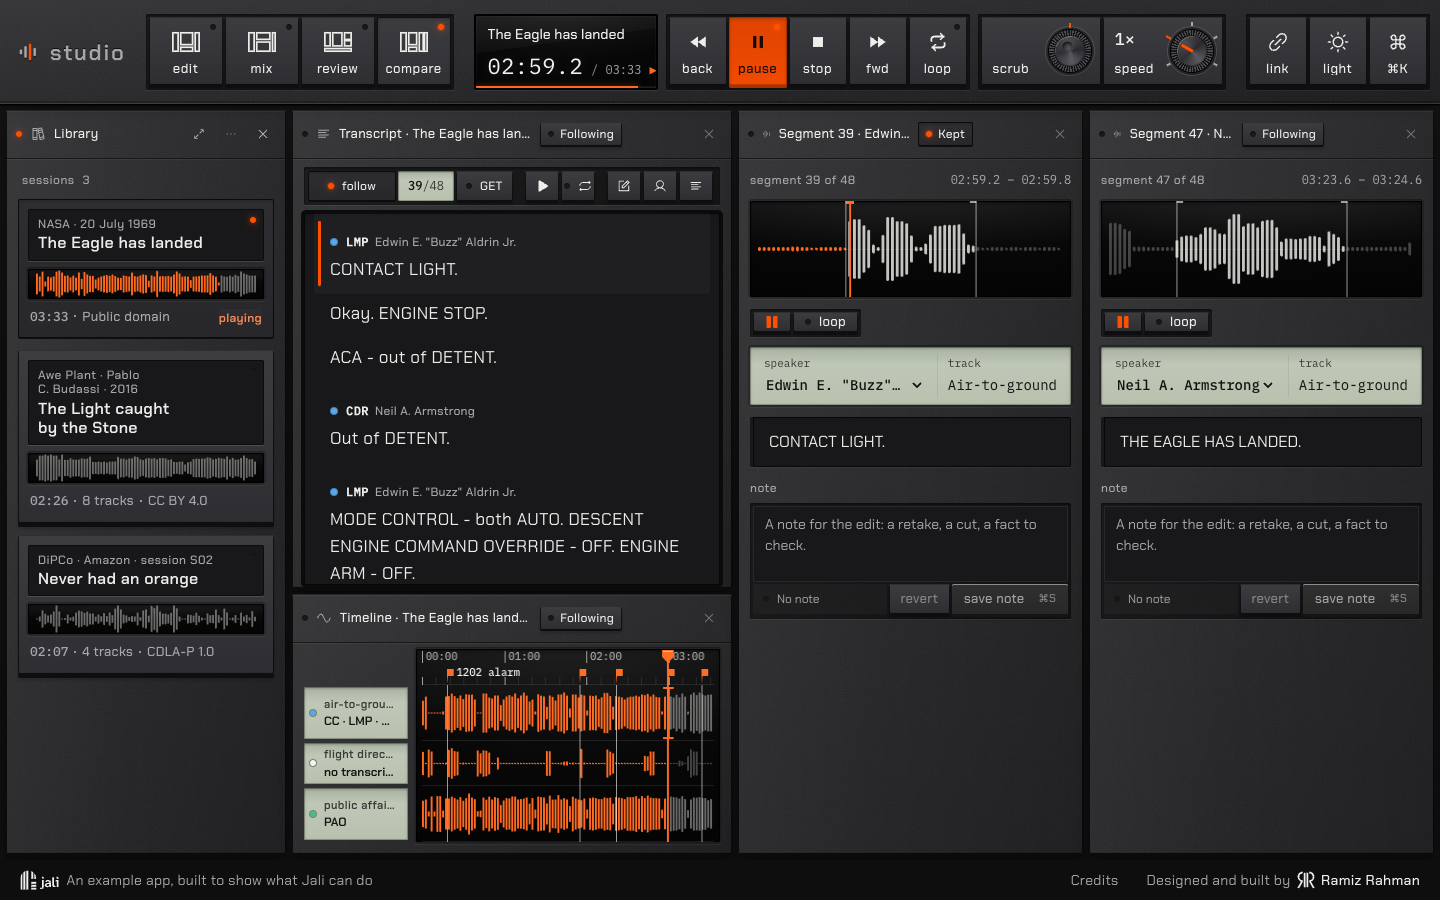 studio
edit
mix
review
compare
The Eagle has landed
02:59.2 / 03:33
back
pause
stop
fwd
loop
scrub
1×
speed
link
light
⌘K
Library
sessions 3
NASA · 20 July 1969
The Eagle has landed
03:33 · Public domain
playing
Awe Plant · Pablo
C. Budassi · 2016
The Light caught
by the Stone
02:26 · 8 tracks · CC BY 4.0
DiPCo · Amazon · session S02
Never had an orange
02:07 · 4 tracks · CDLA-P 1.0
Transcript · The Eagle has lan...
Following
follow
39/48
GET
LMP Edwin E. "Buzz" Aldrin Jr.
CONTACT LIGHT.
Okay. ENGINE STOP.
ACA - out of DETENT.
CDR Neil A. Armstrong
Out of DETENT.
LMP Edwin E. "Buzz" Aldrin Jr.
MODE CONTROL - both AUTO. DESCENT
ENGINE COMMAND OVERRIDE - OFF. ENGINE
ARM - OFF.
Timeline · The Eagle has land...
Following
00:00
01:00
02:00
03:00
1202 alarm
air-to-grou...
CC · LMP · ...
flight direc...
no transcri...
public affai...
PAO
Segment 39 · Edwin...
Kept
segment 39 of 48
02:59.2 – 02:59.8
loop
speaker
track
Edwin E. "Buzz"…
Air-to-ground
CONTACT LIGHT.
note
A note for the edit: a retake, a cut, a fact to
check.
No note
revert
save note ⌘S
Segment 47 · N...
Following
segment 47 of 48
03:23.6 – 03:24.6
loop
speaker
track
Neil A. Armstrong
Air-to-ground
THE EAGLE HAS LANDED.
note
A note for the edit: a retake, a cut, a fact to
check.
No note
revert
save note ⌘S
jali An example app, built to show what Jali can do
Credits
Designed and built by Ramiz Rahman